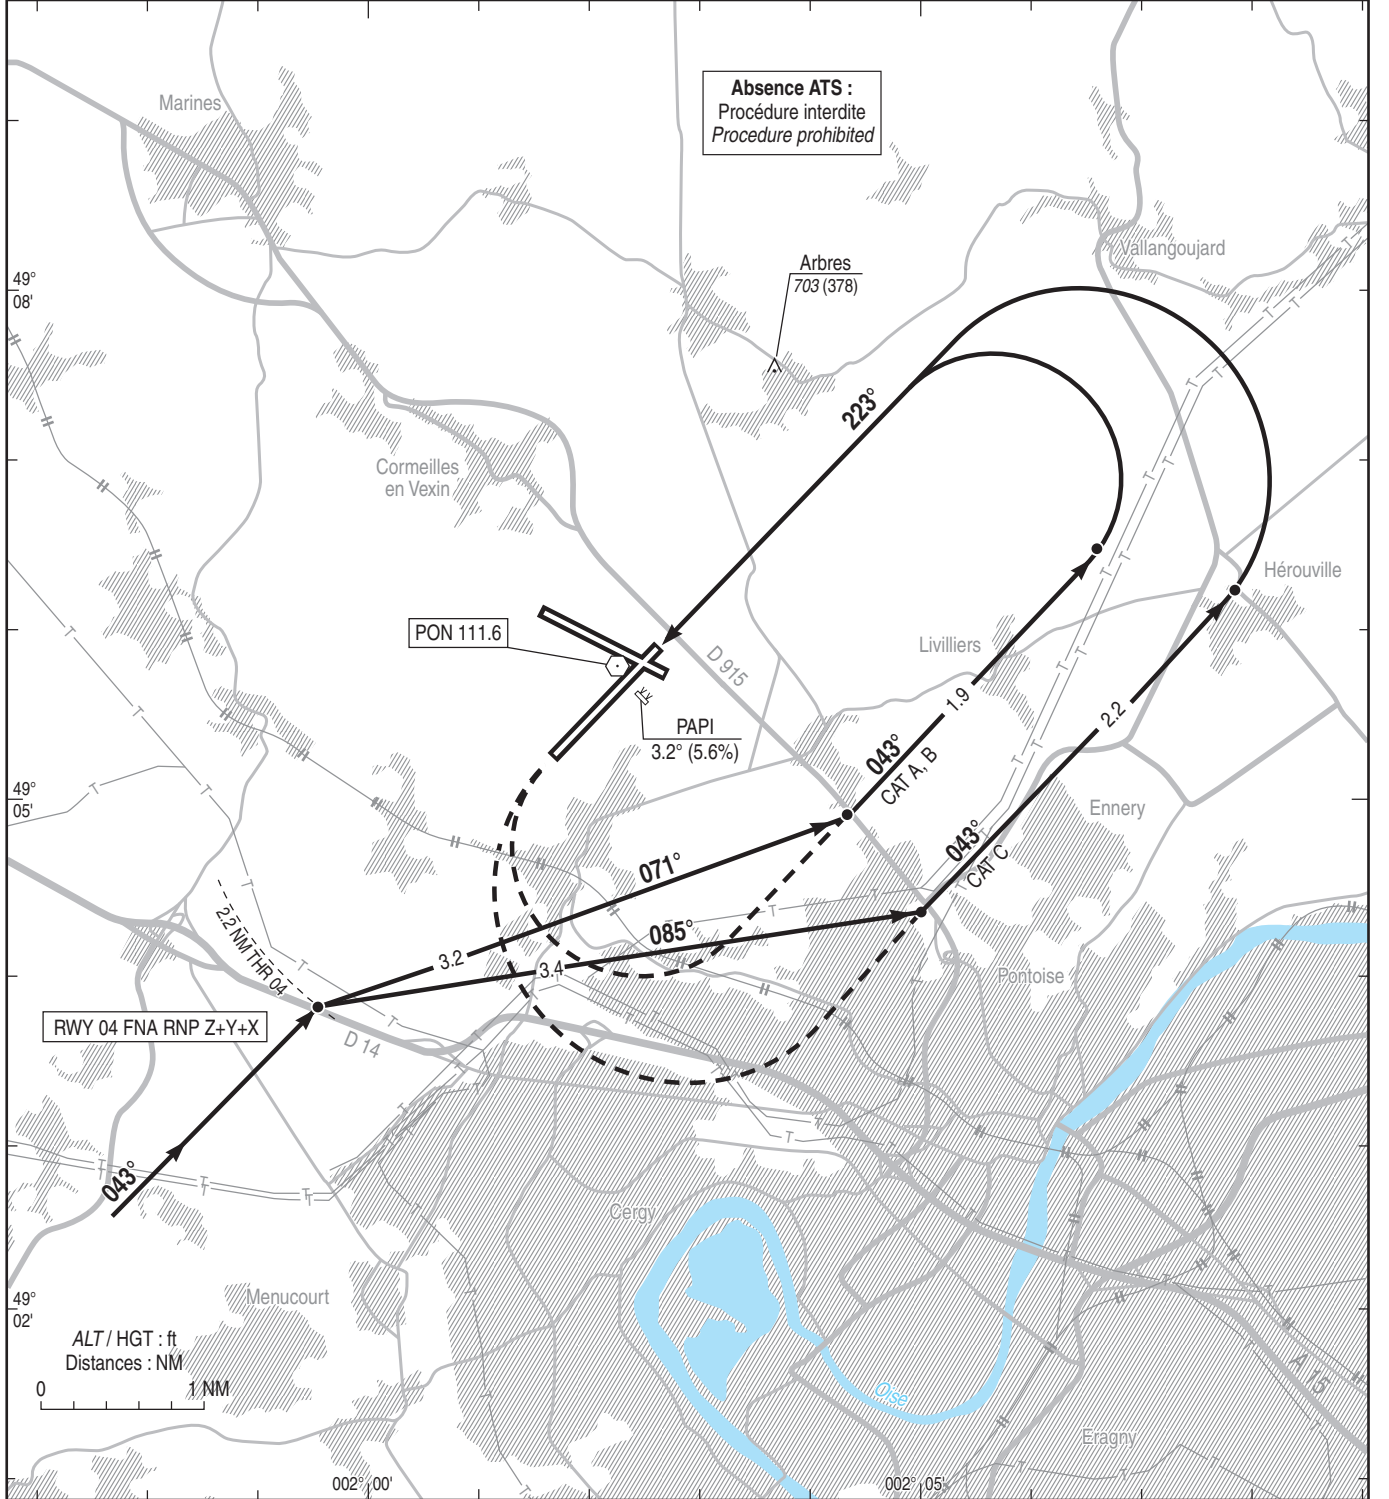 Marines
Absence ATS :
Procédure interdite
Procedure prohibited
Vallangoujard
Arbres
703 (378)
49°
08'
223°
Cormeilles
en Vexin
Hérouville
PON 111.6
D 915
Livilliers
PAPI
3.2° (5.6%)
1.9
2.2
043°
CAT A, B
49°
05'
Ennery
043°
CAT C
071°
085°
3.2
3.4
2.2 NM THR 04
Pontoise
RWY 04 FNA RNP Z+Y+X
D 14
043°
Cergy
Menucourt
49°
02'
ALT / HGT : ft
Distances : NM
0 1 NM
A 15
Oise
Eragny
002° 00'
002° 05'